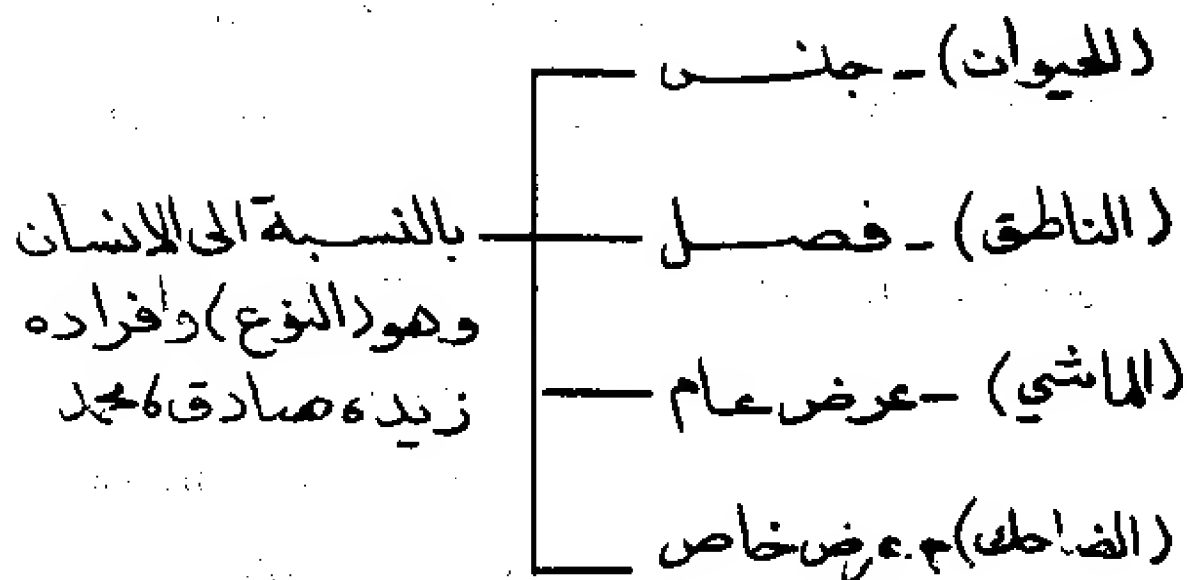 (الحيوان) - جنس
(الناطق) - فصل
(الماشي) - عرض عام
(الضاحك) م. عرض خاص
بالنسبة الى الانسان
وهو (النوع) وافراده
زيد، صادق، محمد